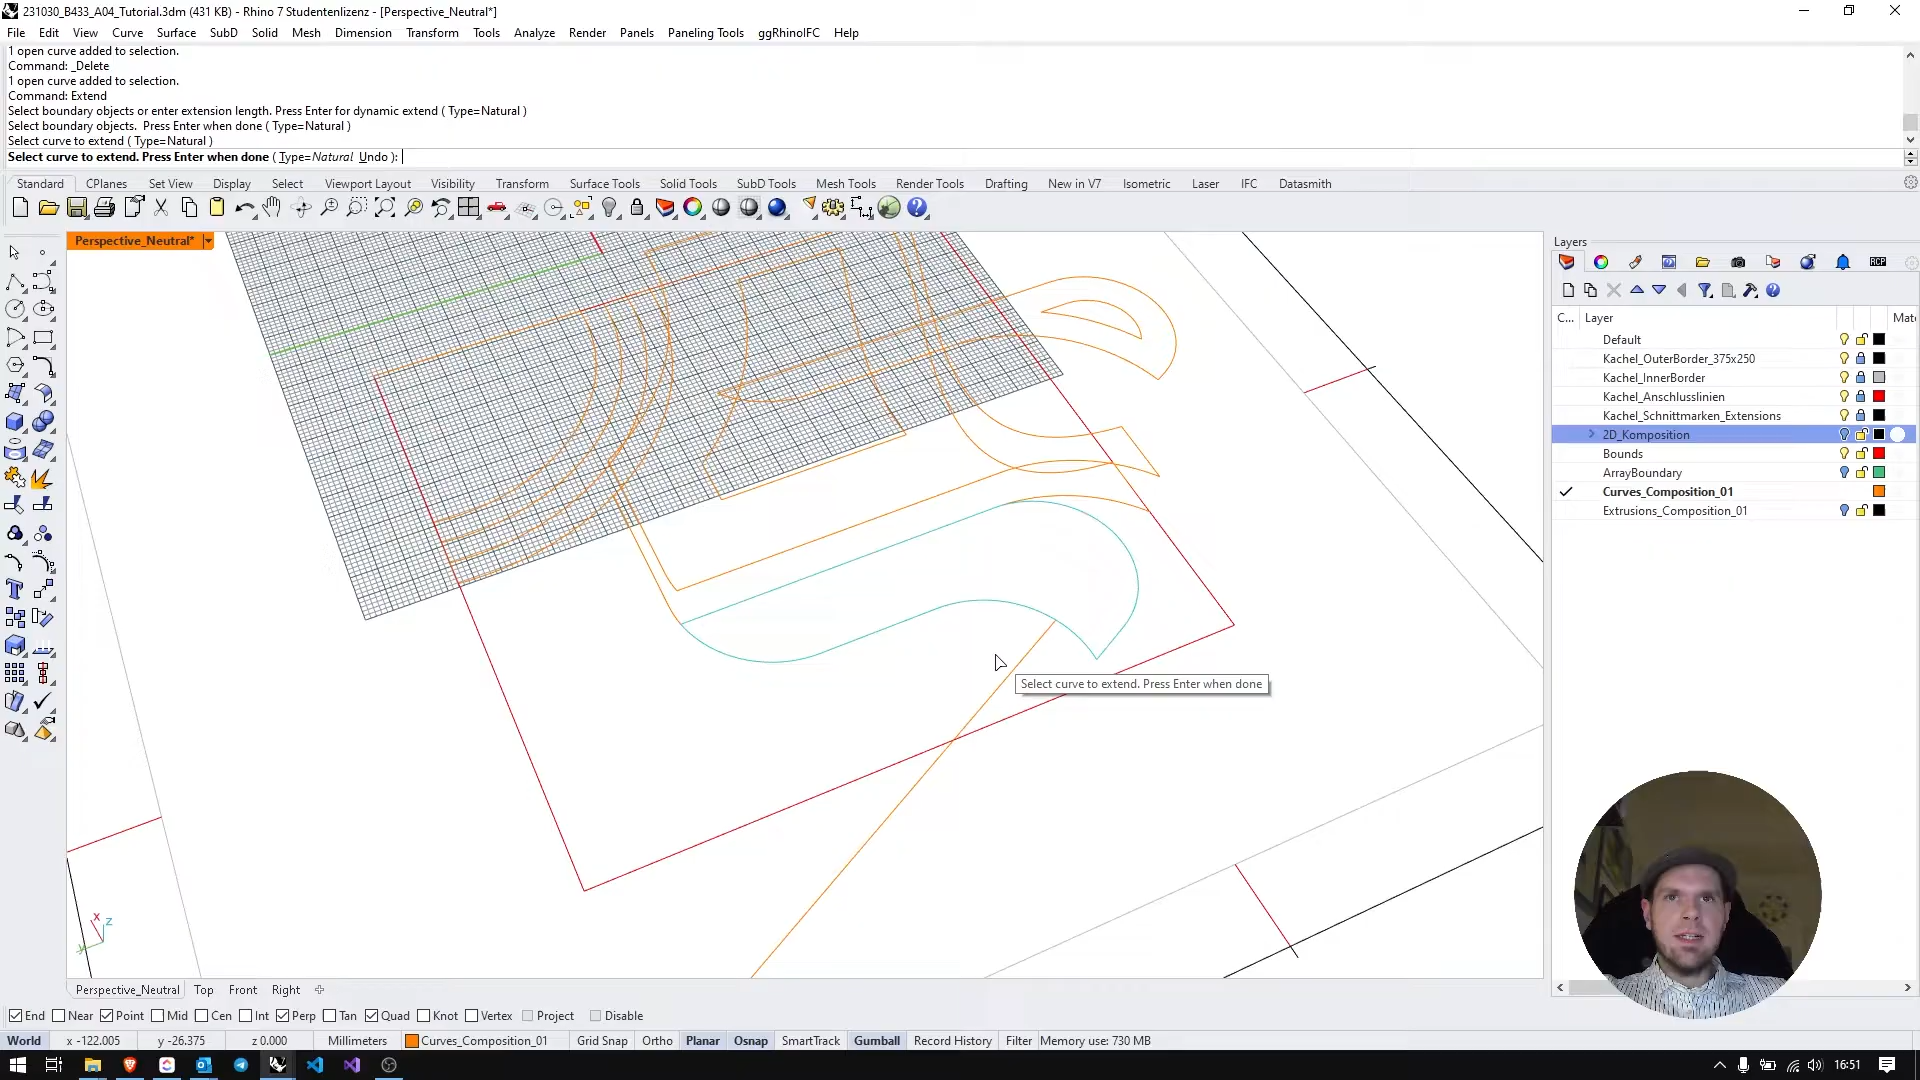 231030_B433_A04_Tutorial.3dm (431 KB) - Rhino 7 Studentenlizenz - [Perspective_Neutral*]
File Edit View Curve Surface SubD Solid Mesh Dimension Transform Tools Analyze Render Panels Paneling Tools ggRhinoIFC Help
1 open curve added to selection.
Command: _Delete
1 open curve added to selection.
Command: Extend
Select boundary objects or enter extension length. Press Enter for dynamic extend ( Type=Natural )
Select boundary objects. Press Enter when done ( Type=Natural )
Select curve to extend ( Type=Natural )
Select curve to extend. Press Enter when done ( Type=Natural Undo ):
Standard CPlanes Set View Display Select Viewport Layout Visibility Transform Surface Tools Solid Tools SubD Tools Mesh Tools Render Tools Drafting New in V7 Isometric Laser IFC Datasmith
Perspective_Neutral*
Layers
RCP
C... Layer Mate
Default
Kachel_OuterBorder_375x250
Kachel_InnerBorder
Kachel_Anschlusslinien
Kachel_Schnittmarken_Extensions
2D_Komposition
Bounds
ArrayBoundary
Curves_Composition_01
Extrusions_Composition_01
Select curve to extend. Press Enter when done
x z
y
Perspective_Neutral Top Front Right
End Near Point Mid Cen Int Perp Tan Quad Knot Vertex Project Disable
World x -122.005 y -26.375 z 0.000 Millimeters Curves_Composition_01 Grid Snap Ortho Planar Osnap SmartTrack Gumball Record History Filter Memory use: 730 MB
16:51